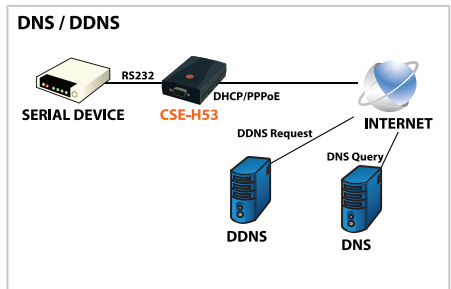 DNS / DDNS
RS232
DHCP/PPPoE
SERIAL DEVICE
CSE-H53
INTERNET
DDNS Request
DNS Query
DDNS
DNS